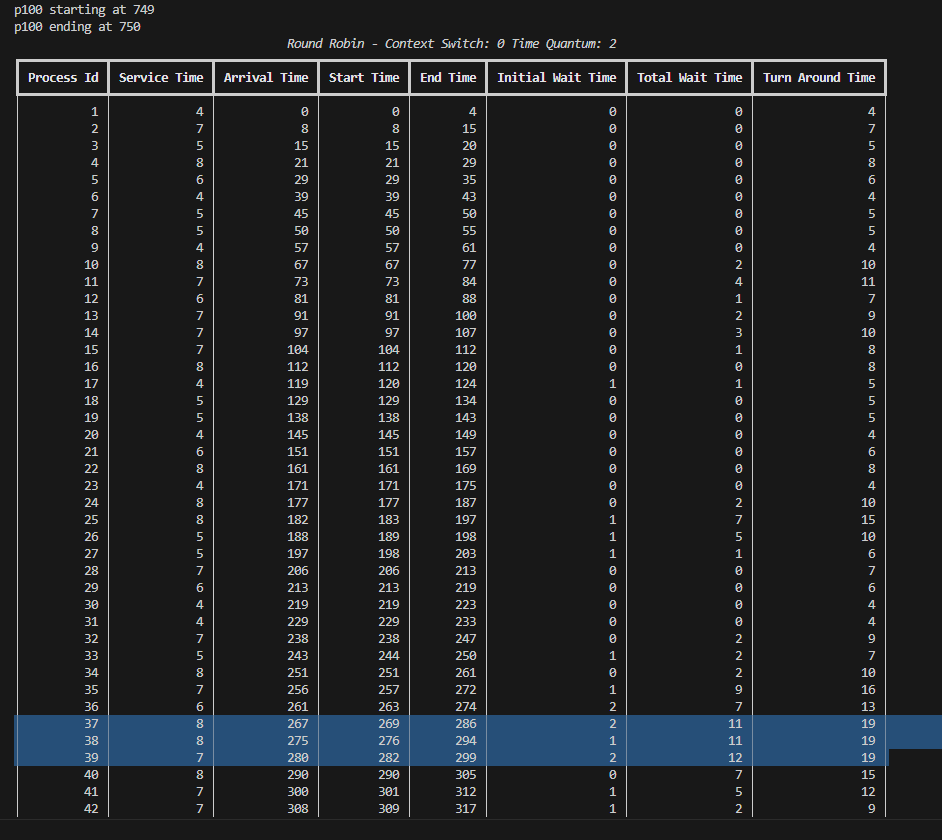 p100 starting at 749
p100 ending at 750
Round Robin - Context Switch: 0 Time Quantum: 2
Process Id Service Time Arrival Time Start Time End Time Initial Wait Time Total Wait Time Turn Around Time
1 4 0 0 4 0 0 4
2 7 8 8 15 0 0 7
3 5 15 15 20 0 0 5
4 8 21 21 29 0 0 8
5 6 29 29 35 0 0 6
6 4 39 39 43 0 0 4
7 5 45 45 50 0 0 5
8 5 50 50 55 0 0 5
9 4 57 57 61 0 0 4
10 8 67 67 77 0 2 10
11 7 73 73 84 0 4 11
12 6 81 81 88 0 1 7
13 7 91 91 100 0 2 9
14 7 97 97 107 0 3 10
15 7 104 104 112 0 1 8
16 8 112 112 120 0 0 8
17 4 119 120 124 1 1 5
18 5 129 129 134 0 0 5
19 5 138 138 143 0 0 5
20 4 145 145 149 0 0 4
21 6 151 151 157 0 0 6
22 8 161 161 169 0 0 8
23 4 171 171 175 0 0 4
24 8 177 177 187 0 2 10
25 8 182 183 197 1 7 15
26 5 188 189 198 1 5 10
27 5 197 198 203 1 1 6
28 7 206 206 213 0 0 7
29 6 213 213 219 0 0 6
30 4 219 219 223 0 0 4
31 4 229 229 233 0 0 4
32 7 238 238 247 0 2 9
33 5 243 244 250 1 2 7
34 8 251 251 261 0 2 10
35 7 256 257 272 1 9 16
36 6 261 263 274 2 7 13
37 8 267 269 286 2 11 19
38 8 275 276 294 1 11 19
39 7 280 282 299 2 12 19
40 8 290 290 305 0 7 15
41 7 300 301 312 1 5 12
42 7 308 309 317 1 2 9